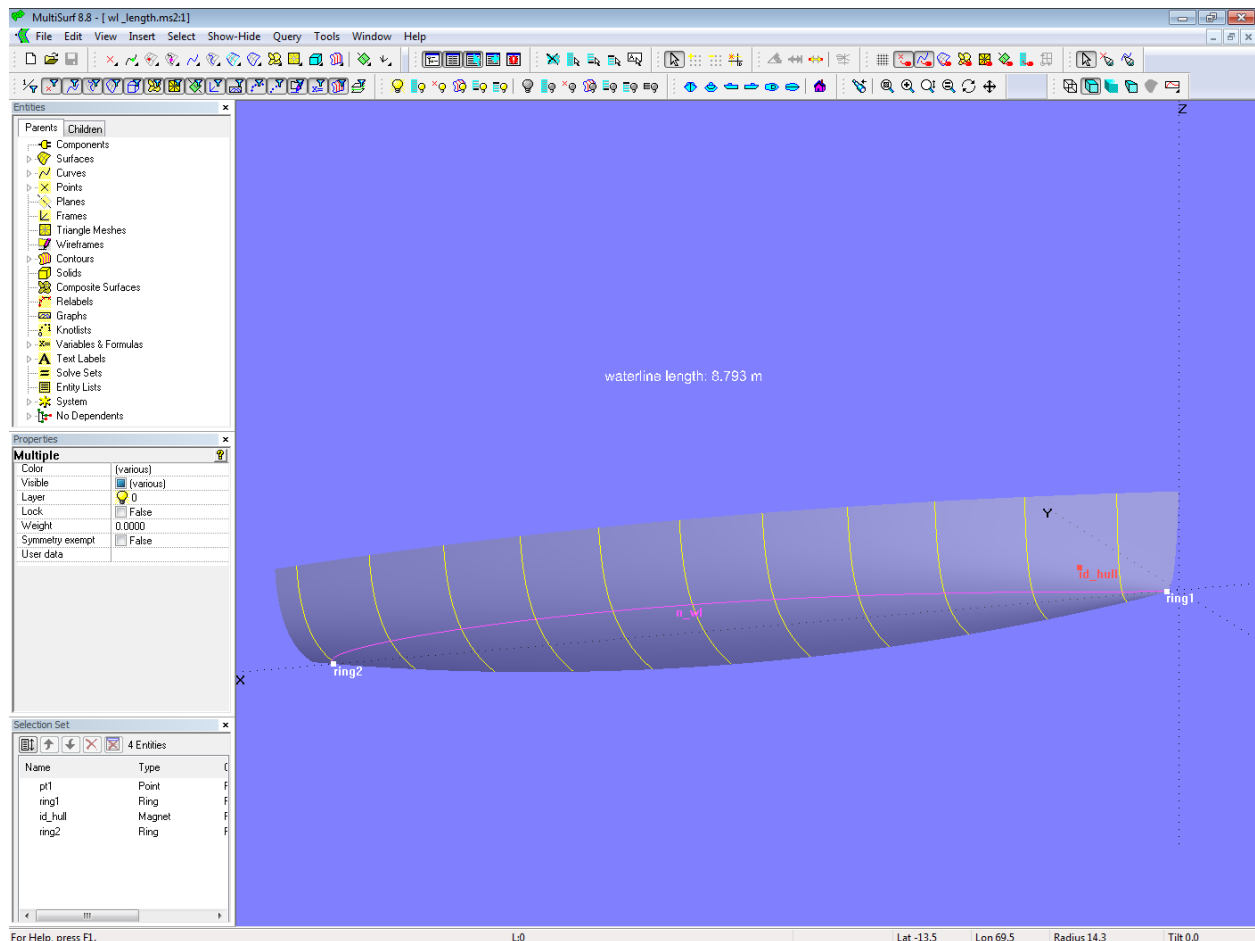 MultiSurf 8.8 - [ wl _length.ms2:1]
File Edit View Insert Select Show-Hide Query Tools Window Help
Entities
Parents Children
Components
Surfaces
Curves
Points
Planes
Frames
Triangle Meshes
Wireframes
Contours
Solids
Composite Surfaces
Relabels
Graphs
Knotlists
Variables & Formulas
Text Labels
Solve Sets
Entity Lists
System
No Dependents
Properties
Multiple
Color (various)
Visible (various)
Layer 0
Lock False
Weight 0.0000
Symmetry exempt False
User data
Selection Set
4 Entities
Name Type
pt1 Point F
ring1 Ring F
id_hull Magnet F
ring2 Ring F
Z
waterline length: 8.793 m
Y
id_hull
ring1
n_wl
ring2
X
For Help, press F1. L:0 Lat -13.5 Lon 69.5 Radius 14.3 Tilt 0.0